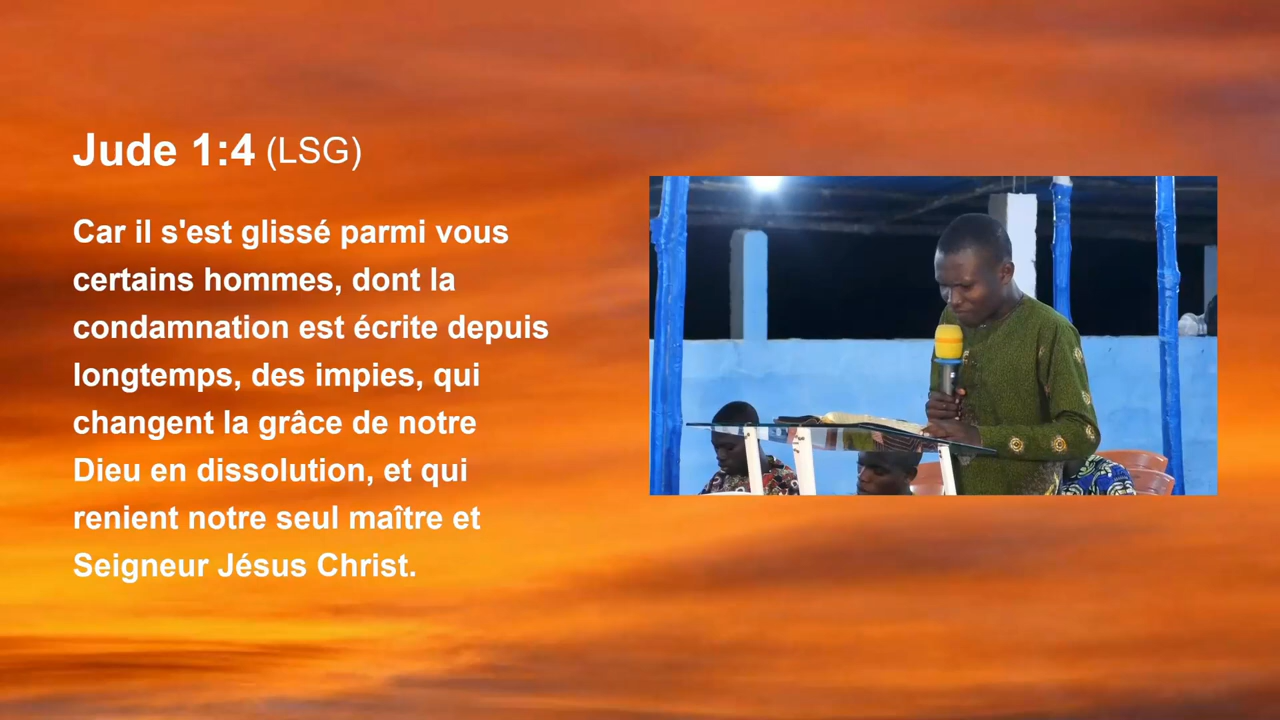 Jude 1:4 (LSG)
Car il s'est glissé parmi vous
certains hommes, dont la
condamnation est écrite depuis
longtemps, des impies, qui
changent la grâce de notre
Dieu en dissolution, et qui
renient notre seul maître et
Seigneur Jésus Christ.